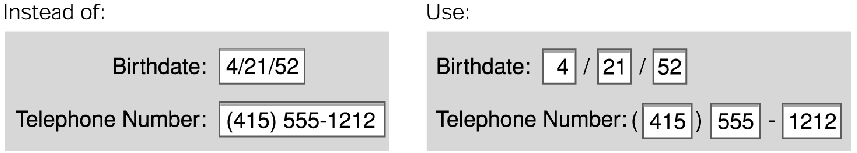 Instead of:
Birthdate: 4/21/52
Telephone Number: (415) 555-1212
Use:
Birthdate: 4 / 21 / 52
Telephone Number: ( 415 ) 555 - 1212